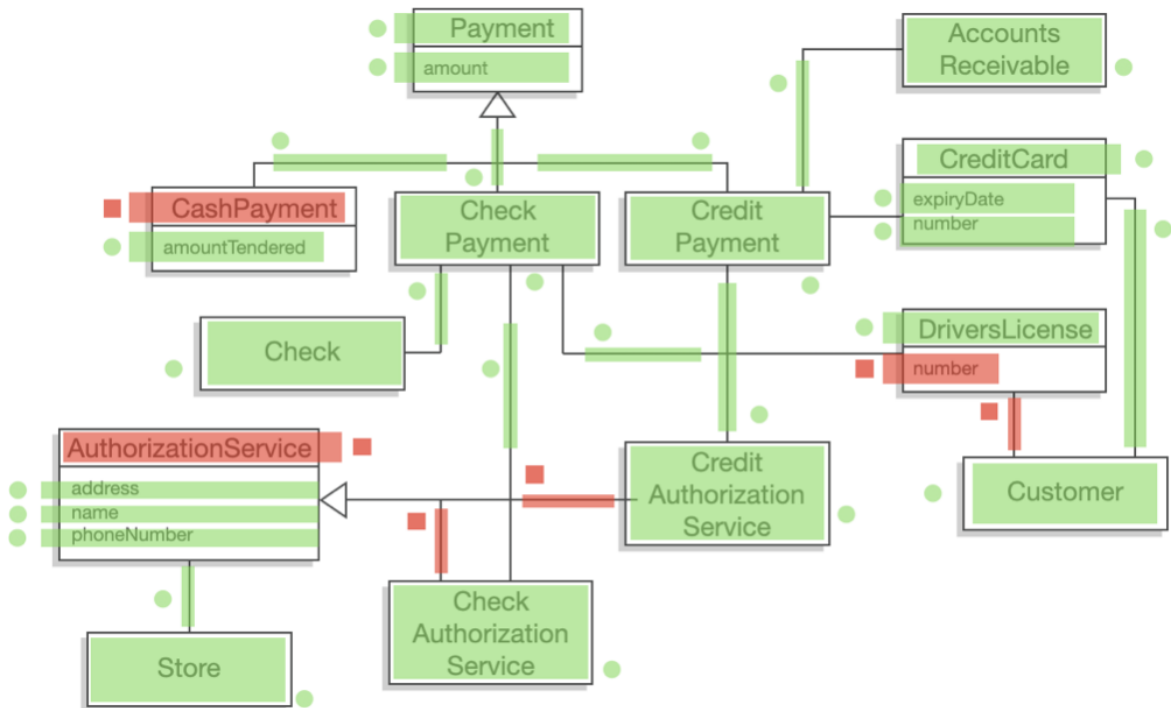 Payment
amount
Accounts
Receivable
CreditCard
expiryDate
number
CashPayment
amountTendered
Check
Payment
Credit
Payment
Check
DriversLicense
number
AuthorizationService
address
name
phoneNumber
Credit
Authorization
Service
Customer
Check
Authorization
Service
Store